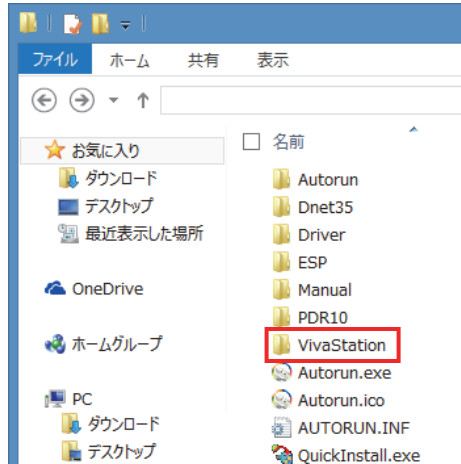 ファイル ホーム 共有 表示
お気に入り
ダウンロード
デスクトップ
最近表示した場所
OneDrive
ホームグループ
PC
ダウンロード
デスクトップ
名前
Autorun
Dnet35
Driver
ESP
Manual
PDR10
VivaStation
Autorun.exe
Autorun.ico
AUTORUN.INF
QuickInstall.exe